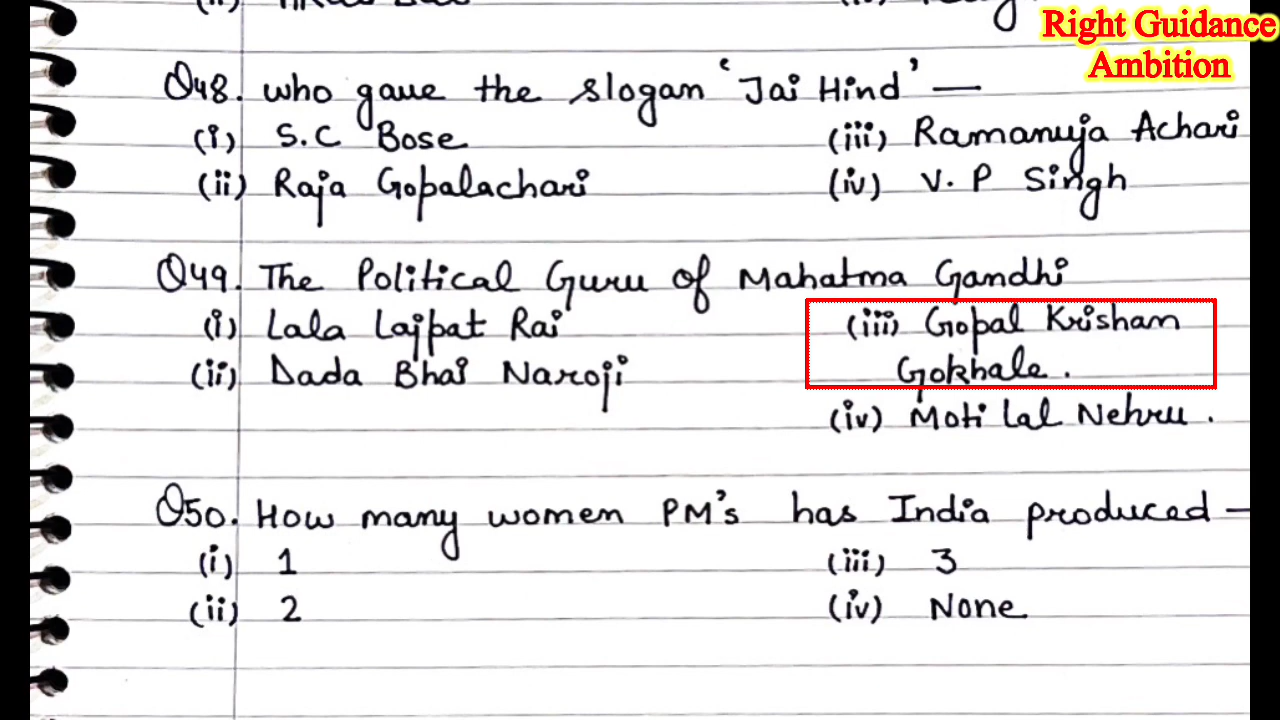 Right Guidance
Ambition
Q48. who gave the slogan 'Jai Hind' —
(i) S.C Bose (iii) Ramanuja Achari
(ii) Raja Gopalachari (iv) V. P Singh
Q49. The Political Guru of Mahatma Gandhi
(i) Lala Lajpat Rai (iii) Gopal Krisham
(ii) Dada Bhai Naroji Gokhale.
(iv) Moti lal Nehru.
Q50. How many women PM's has India produced —
(i) 1 (iii) 3
(ii) 2 (iv) None